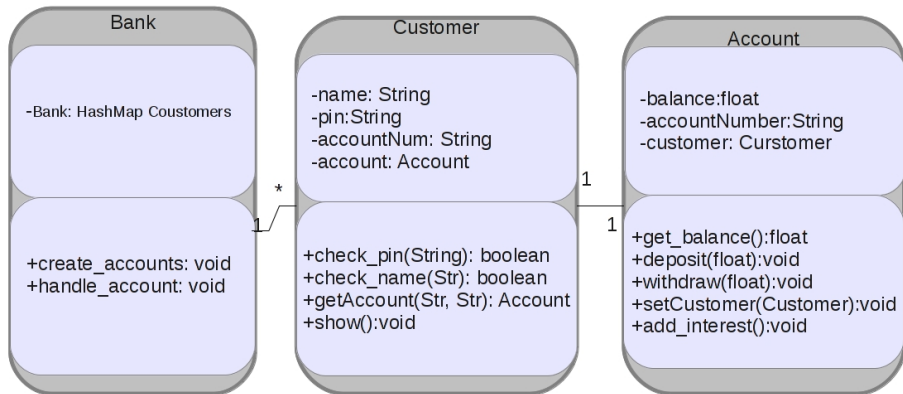 Bank
-Bank: HashMap Coustomers
+create_accounts: void
+handle_account: void
*
1
Customer
-name: String
-pin:String
-accountNum: String
-account: Account
+check_pin(String): boolean
+check_name(Str): boolean
+getAccount(Str, Str): Account
+show():void
1
1
Account
-balance:float
-accountNumber:String
-customer: Curstomer
+get_balance():float
+deposit(float):void
+withdraw(float):void
+setCustomer(Customer):void
+add_interest():void